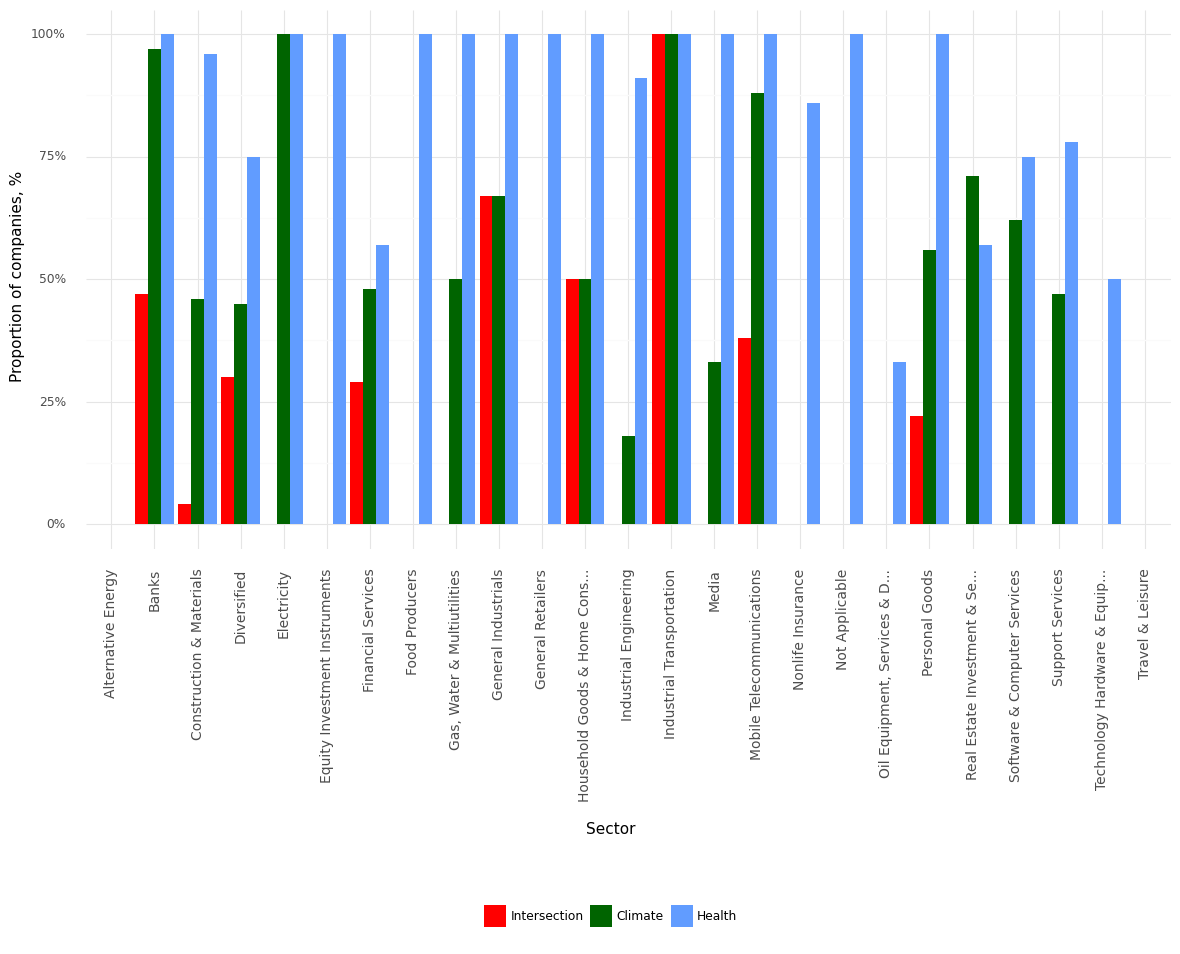 Proportion of companies, %
100%
75%
50%
25%
0%
Alternative Energy
Banks
Construction & Materials
Diversified
Electricity
Equity Investment Instruments
Financial Services
Food Producers
Gas, Water & Multiutilities
General Industrials
General Retailers
Household Goods & Home Cons...
Industrial Engineering
Industrial Transportation
Media
Mobile Telecommunications
Nonlife Insurance
Not Applicable
Oil Equipment, Services & D...
Personal Goods
Real Estate Investment & Se...
Software & Computer Services
Support Services
Technology Hardware & Equip...
Travel & Leisure
Sector
Intersection
Climate
Health